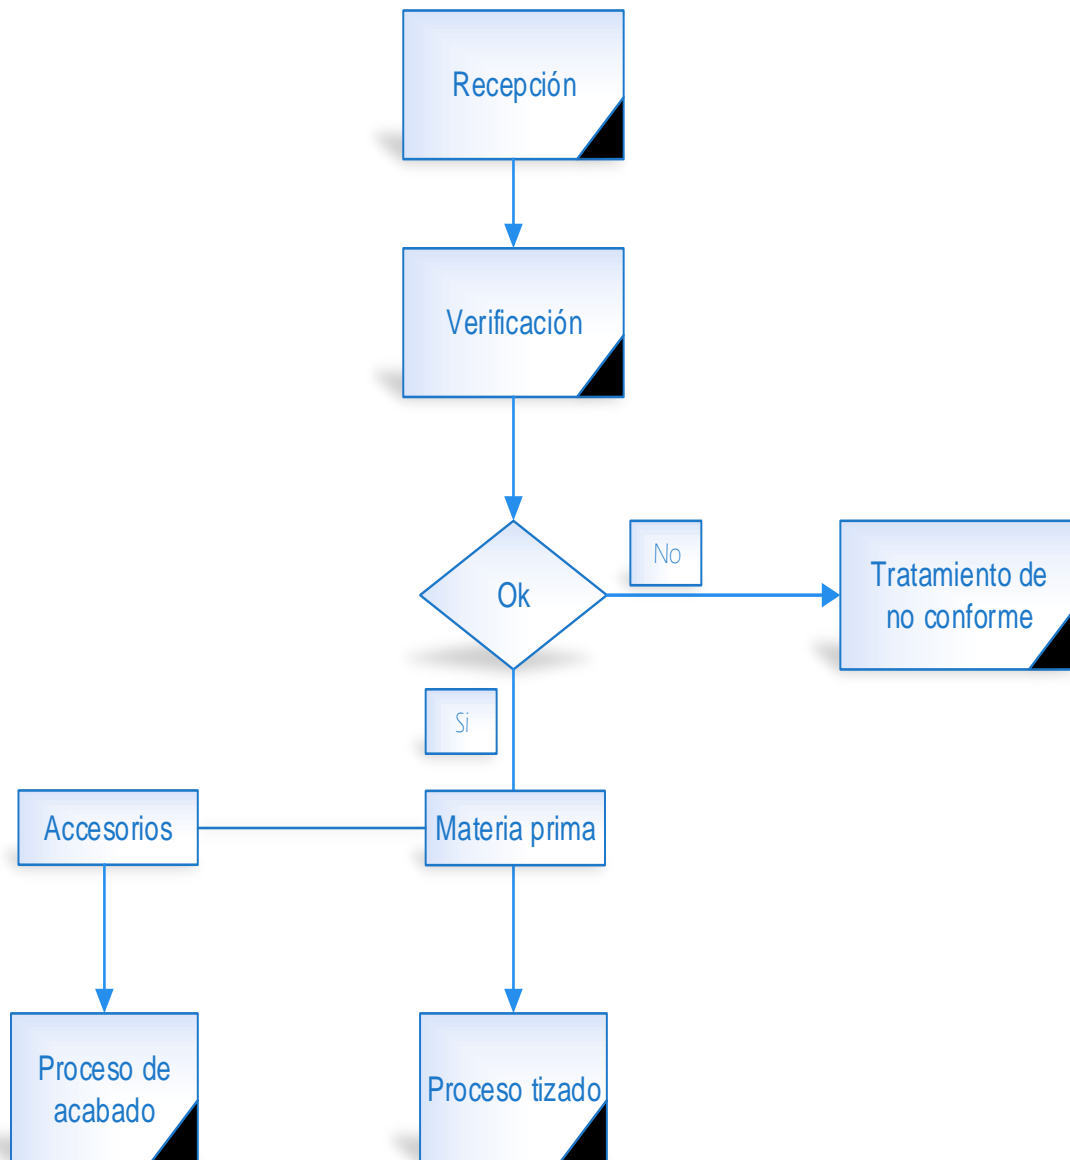 Recepción
Verificación
No
Ok
Tratamiento de
no conforme
Si
Accesorios
Materia prima
Proceso de
acabado
Proceso tizado